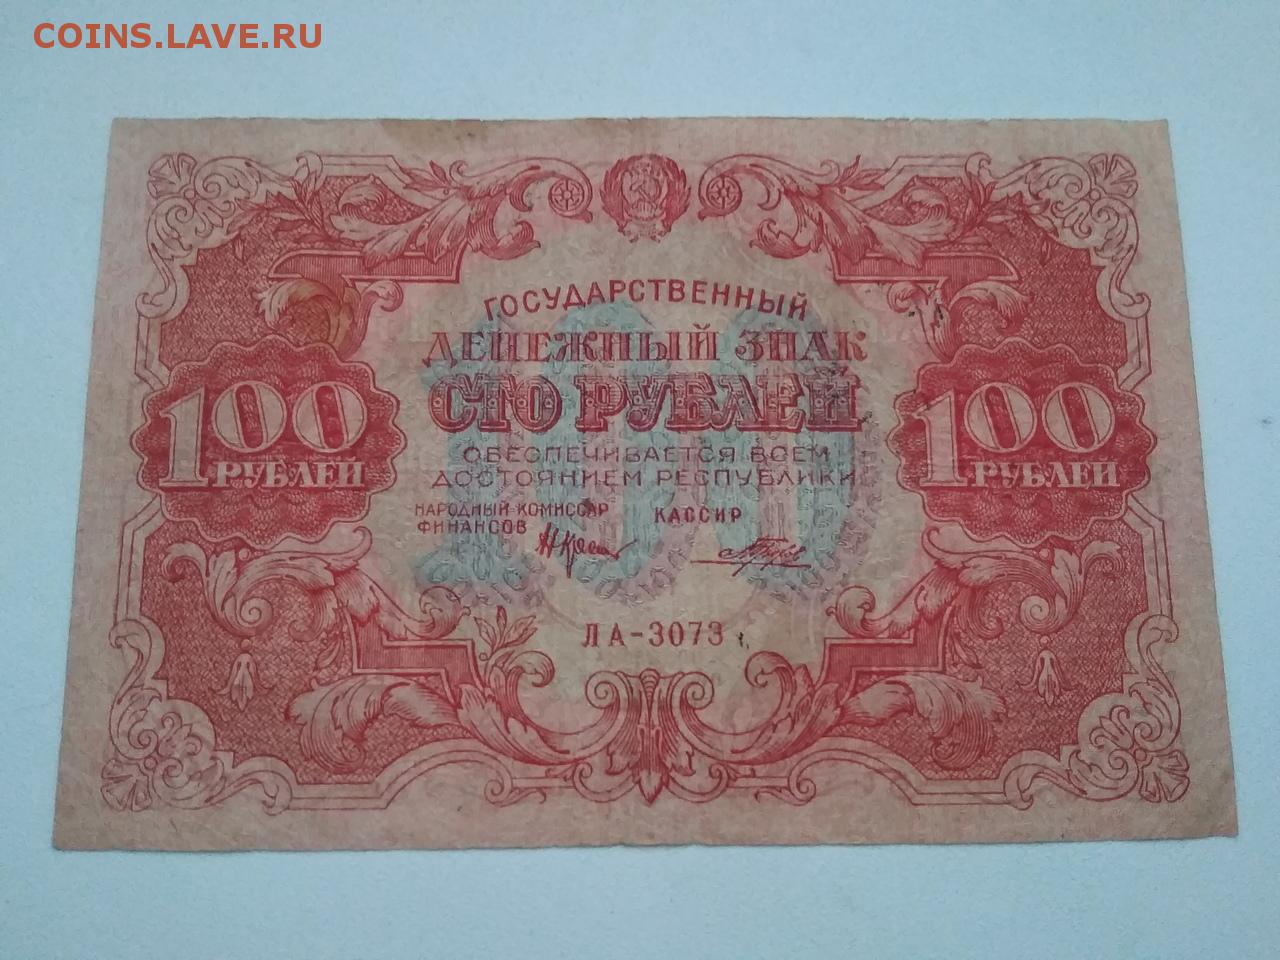 COINS.LAVE.RU
ГОСУДАРСТВЕННЫЙ
ДЕНЕЖНЫЙ ЗНАК
СТО РУБЛЕЙ
ОБЕСПЕЧИВАЕТСЯ ВСЕМ
ДОСТОЯНИЕМ РЕСПУБЛИКИ
НАРОДНЫЙ КОМИССАР
ФИНАНСОВ
КАССИР
100
РУБЛЕЙ
100
100
РУБЛЕЙ
ЛА-3073